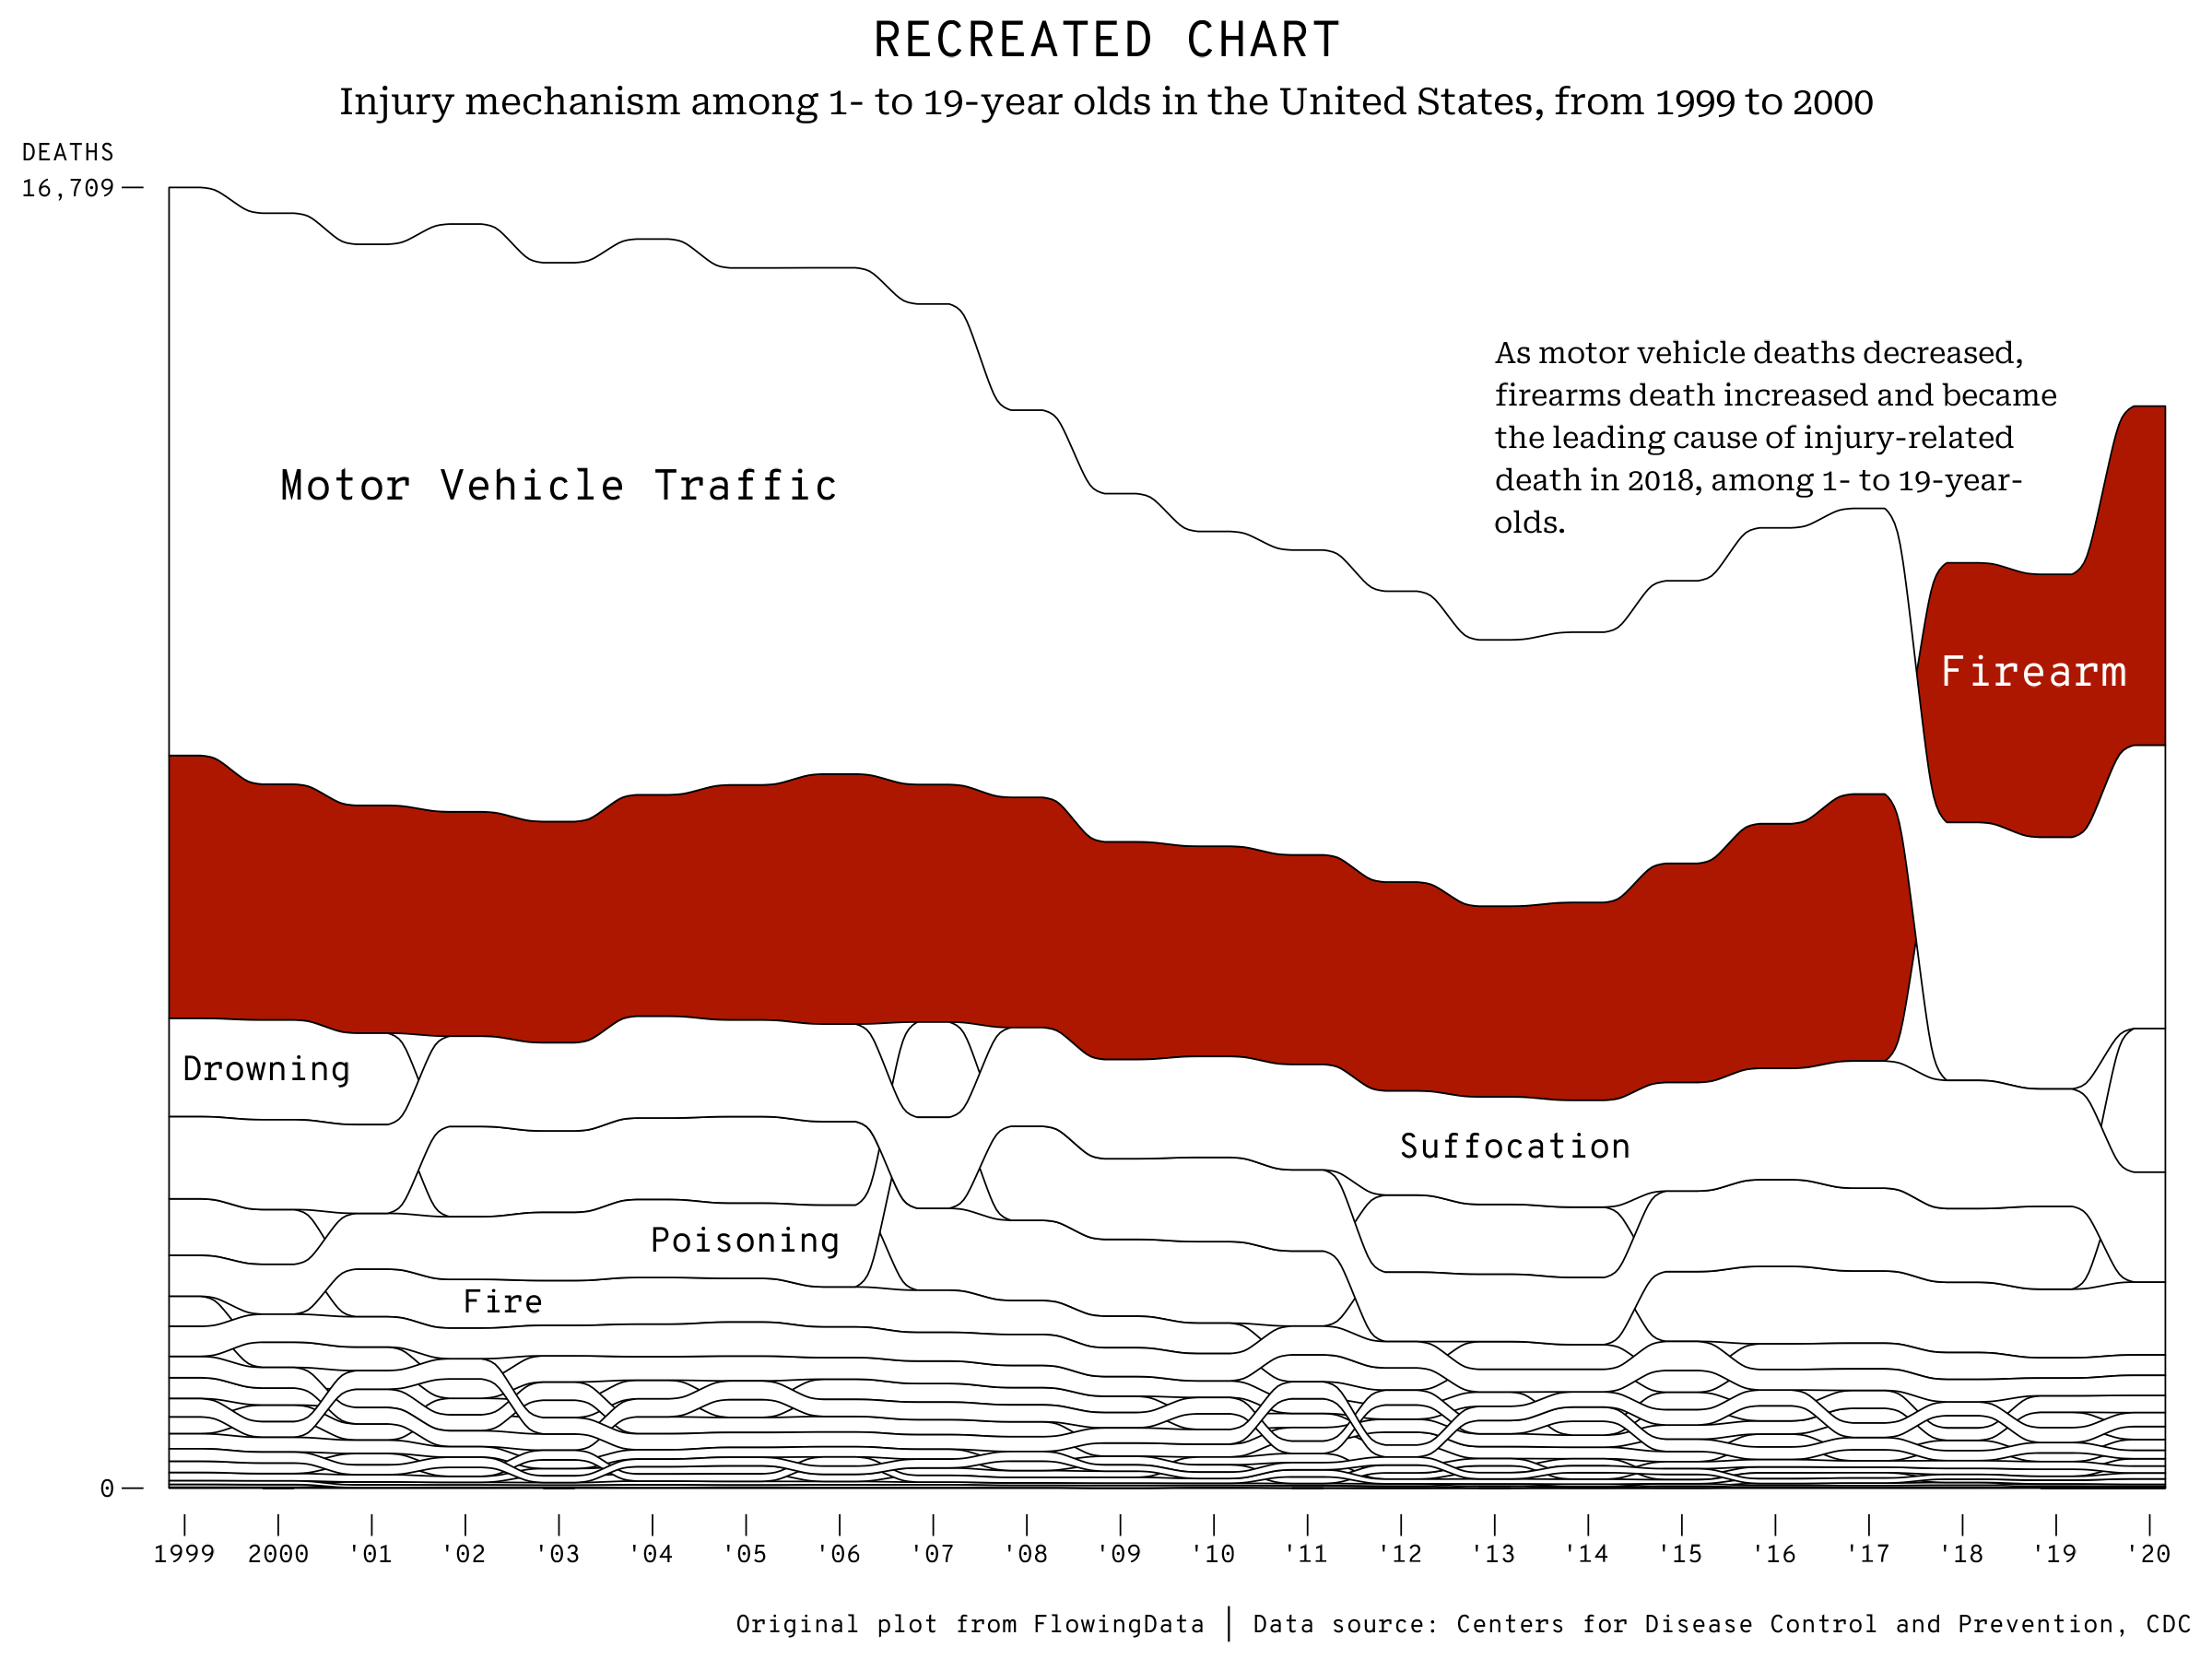 RECREATED CHART
Injury mechanism among 1- to 19-year olds in the United States, from 1999 to 2000
DEATHS
16,709
As motor vehicle deaths decreased,
firearms death increased and became
the leading cause of injury-related
death in 2018, among 1- to 19-year-
olds.
Motor Vehicle Traffic
Firearm
Drowning
Suffocation
Poisoning
Fire
0
1999 2000 '01 '02 '03 '04 '05 '06 '07 '08 '09 '10 '11 '12 '13 '14 '15 '16 '17 '18 '19 '20
Original plot from FlowingData | Data source: Centers for Disease Control and Prevention, CDC